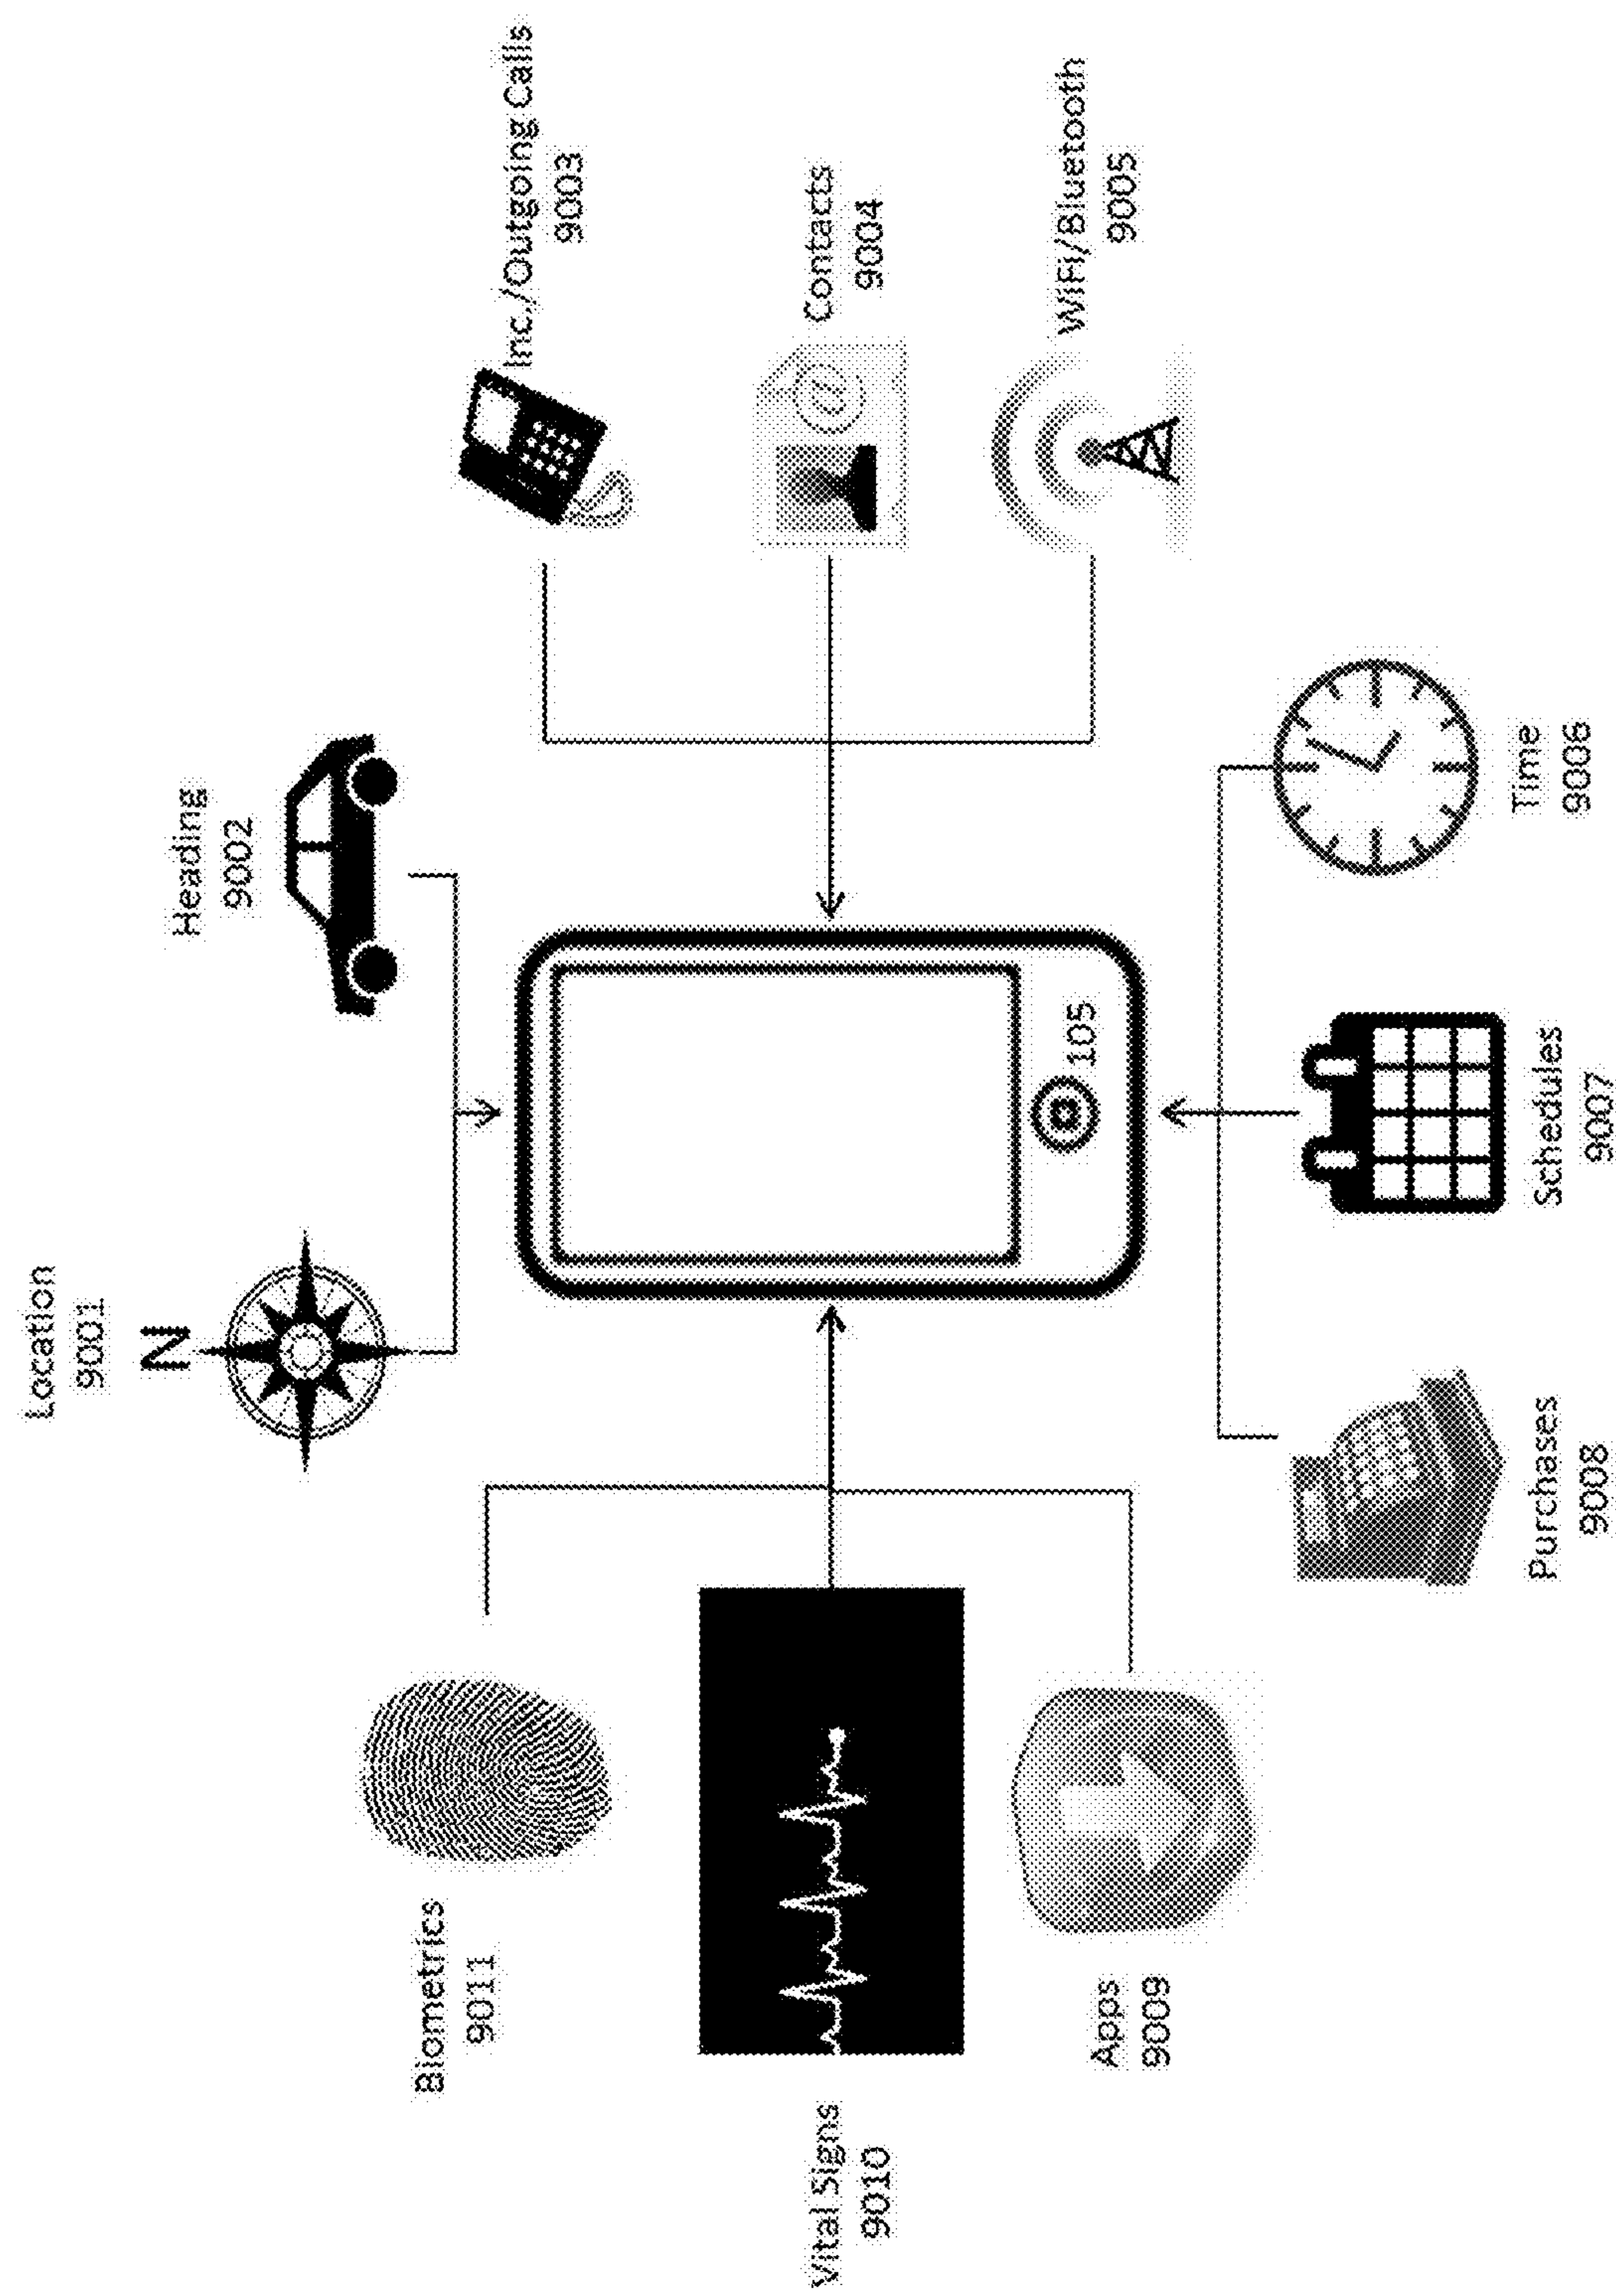 Location
9001
N
Heading
9002
Inc./Outgoing Calls
9003
Contacts
9004
@
WiFi/Bluetooth
9005
Biometrics
9011
Vital Signs
9010
Apps
9009
105
Purchases
9008
Schedules
9007
Time
9006